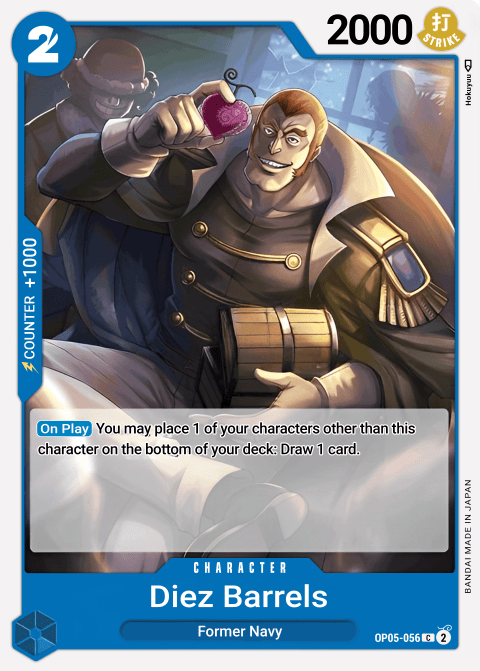 2
2000
打
STRIKE
Hokuyuu
COUNTER +1000
On Play You may place 1 of your characters other than this
character on the bottom of your deck: Draw 1 card.
BANDAI MADE IN JAPAN
CHARACTER
Diez Barrels
Former Navy
OP05-056 C 2